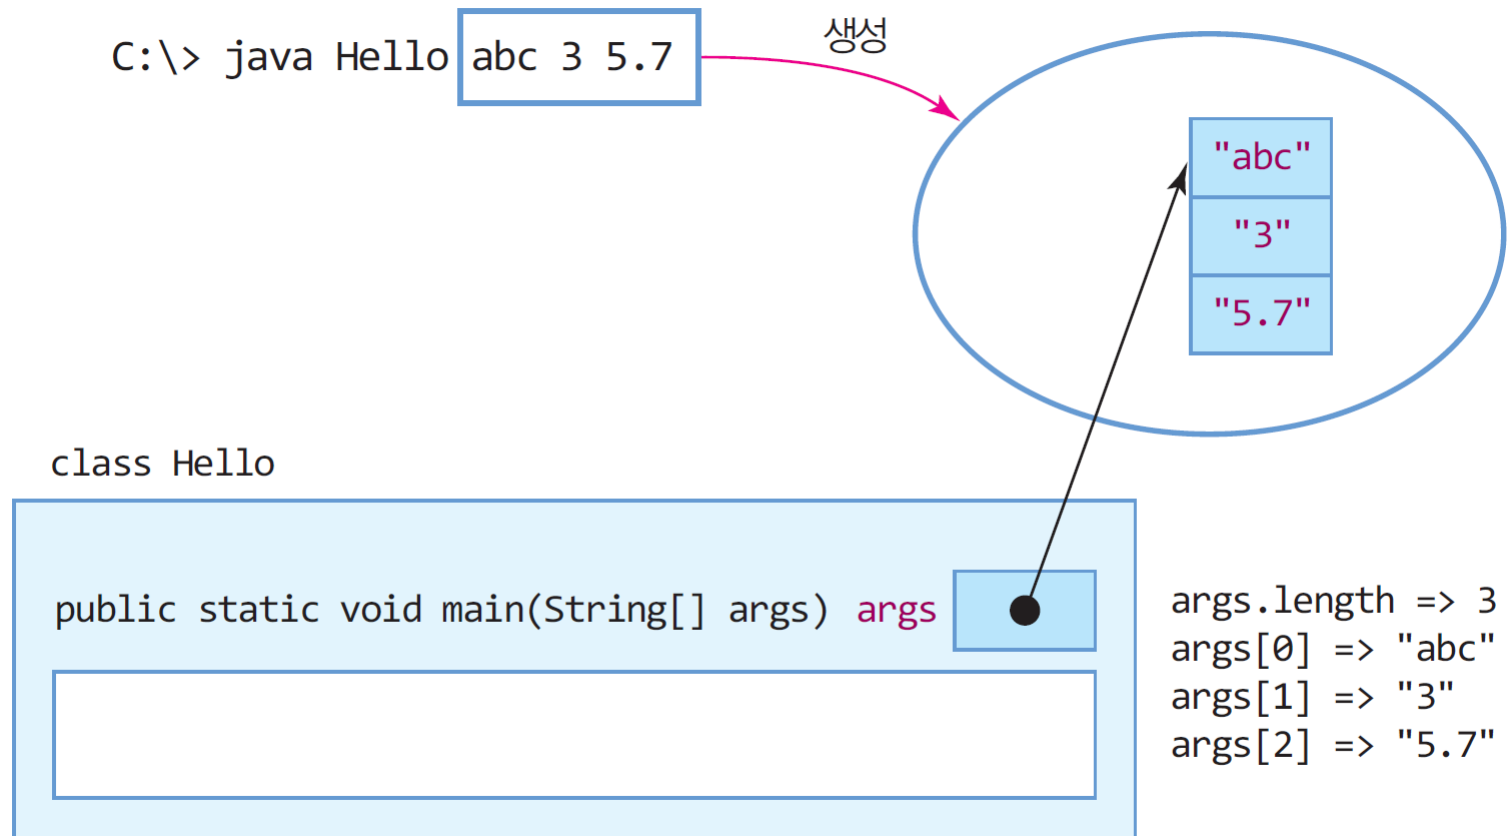 C:\> java Hello abc 3 5.7
생성
"abc"
"3"
"5.7"
class Hello
public static void main(String[] args) args
args.length => 3
args[0] => "abc"
args[1] => "3"
args[2] => "5.7"